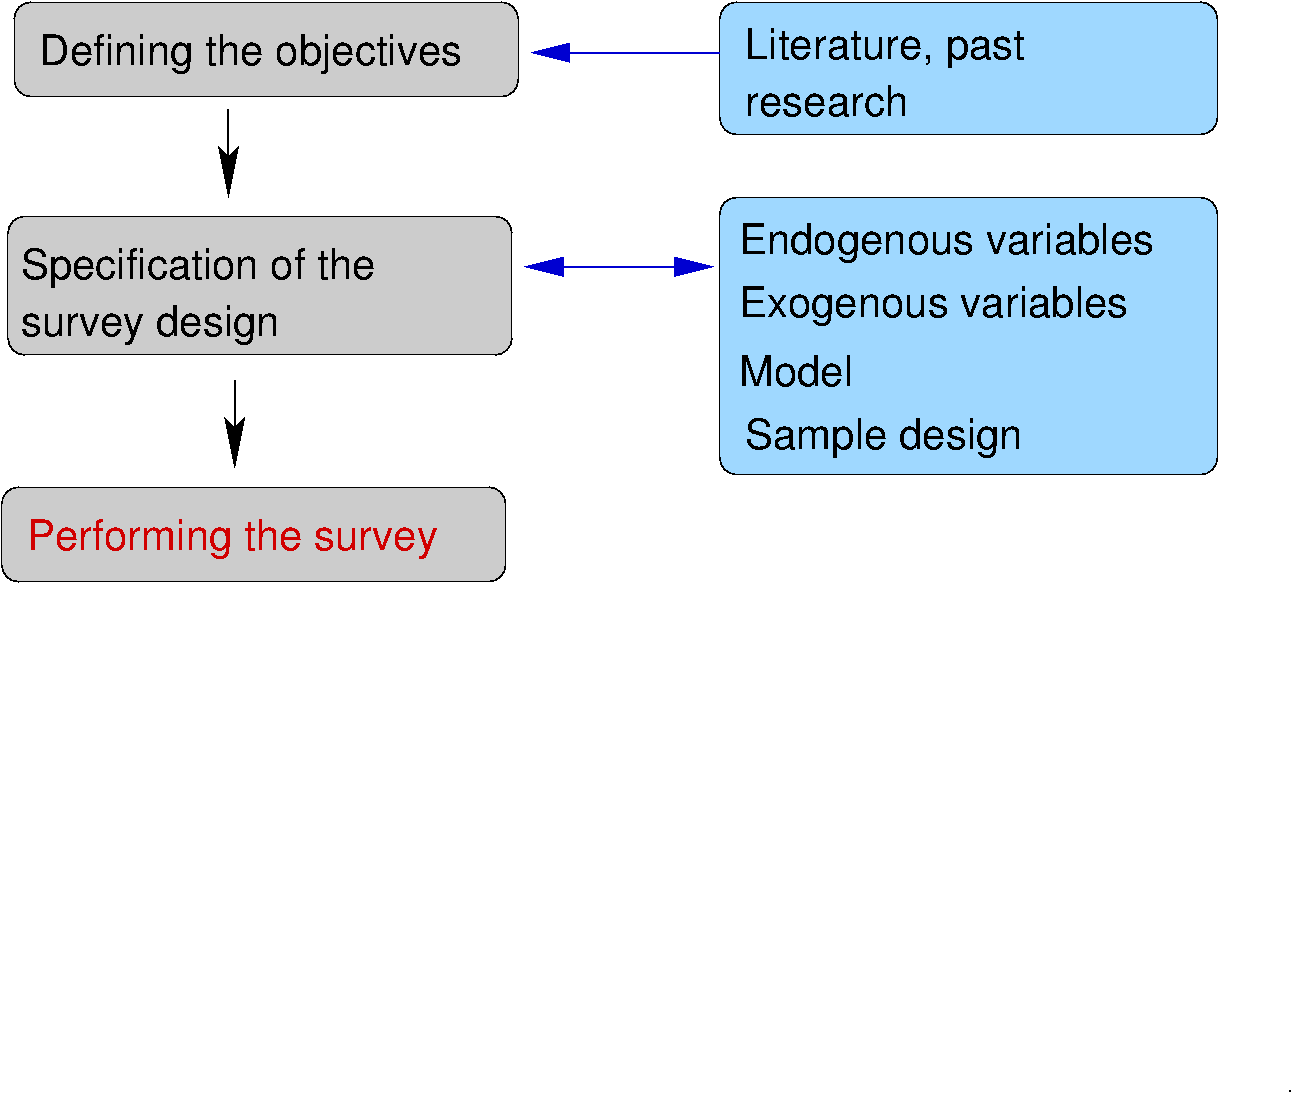 Defining the objectives
Literature, past
research
Specification of the
survey design
Endogenous variables
Exogenous variables
Model
Sample design
Performing the survey